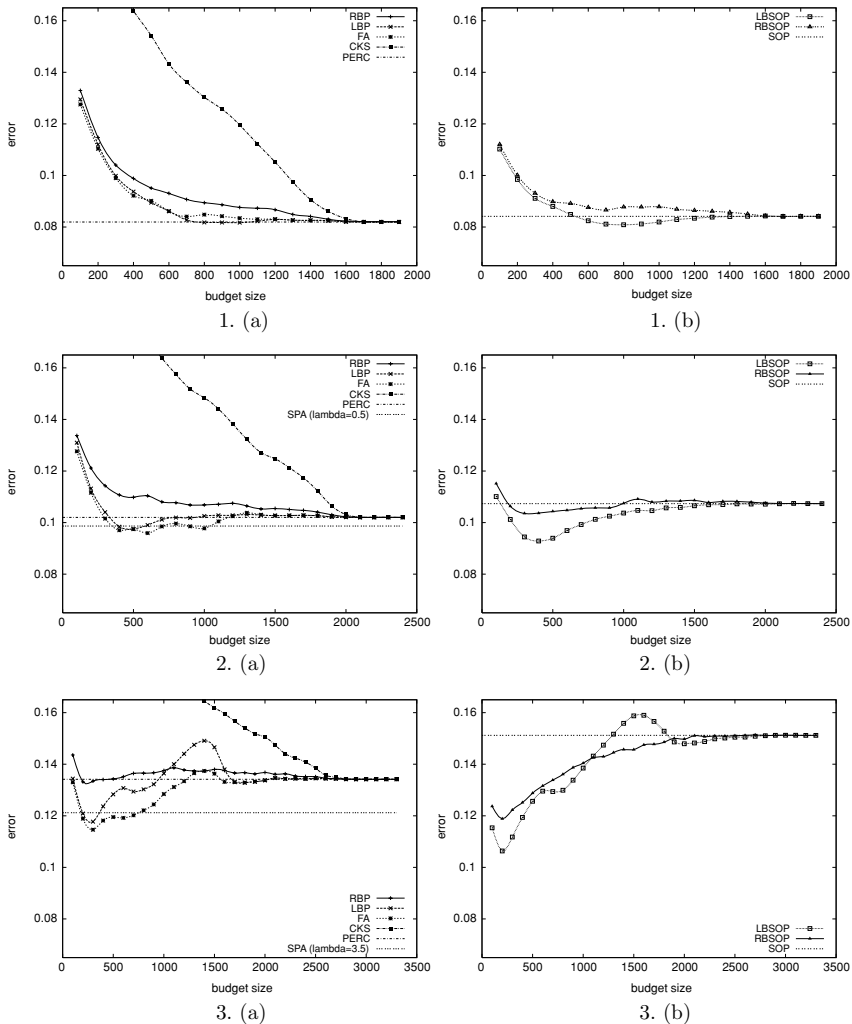 0.16
0.14
0.12
0.1
0.08
error
0 200 400 600 800 1000 1200 1400 1600 1800 2000
budget size
RBP
LBP
FA
CKS
PERC
1. (a)
0.16
0.14
0.12
0.1
0.08
error
0 200 400 600 800 1000 1200 1400 1600 1800 2000
budget size
LBSOP
RBSOP
SOP
1. (b)
0.16
0.14
0.12
0.1
0.08
error
0 500 1000 1500 2000 2500
budget size
RBP
LBP
FA
CKS
PERC
SPA (lambda=0.5)
2. (a)
0.16
0.14
0.12
0.1
0.08
error
0 500 1000 1500 2000 2500
budget size
LBSOP
RBSOP
SOP
2. (b)
0.16
0.14
0.12
0.1
0.08
error
0 500 1000 1500 2000 2500 3000 3500
budget size
RBP
LBP
FA
CKS
PERC
SPA (lambda=3.5)
3. (a)
0.16
0.14
0.12
0.1
0.08
error
0 500 1000 1500 2000 2500 3000 3500
budget size
LBSOP
RBSOP
SOP
3. (b)